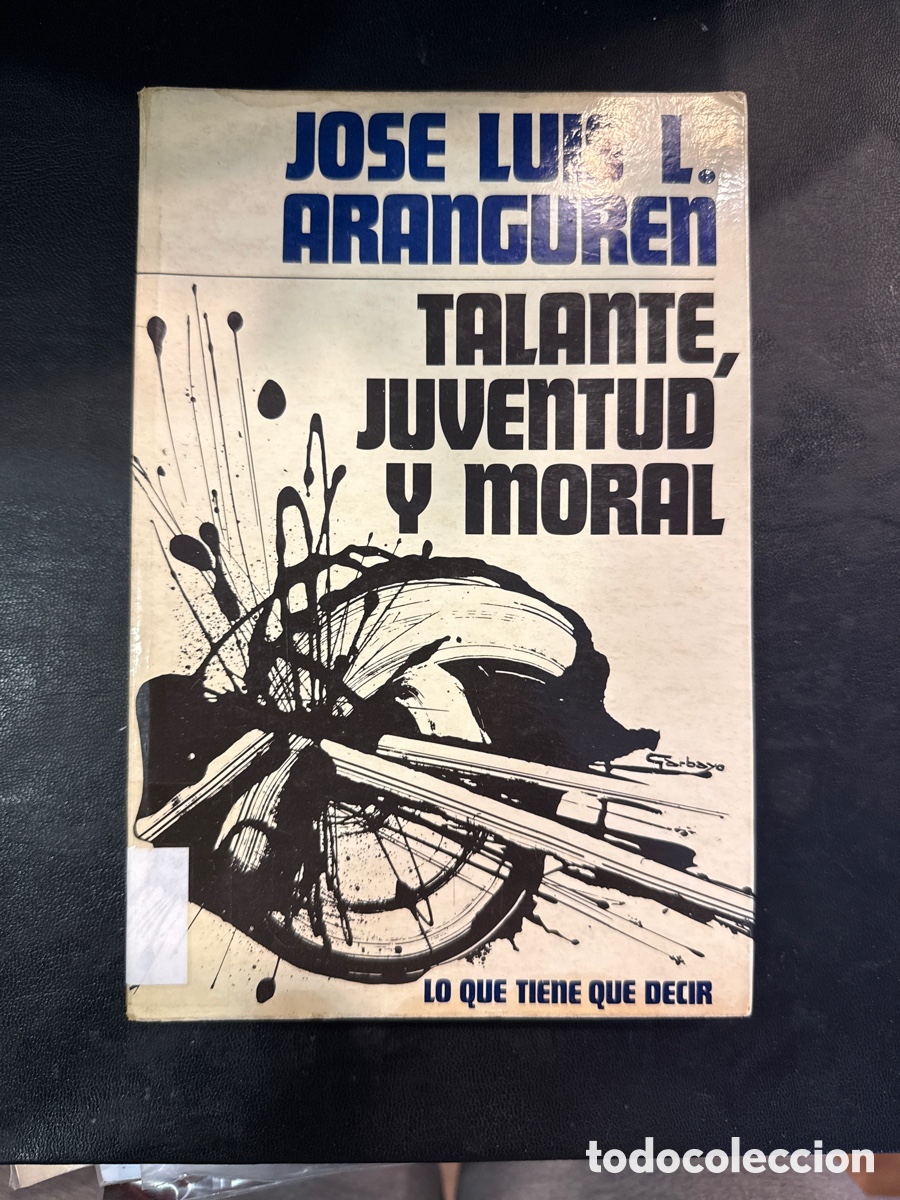 JOSE LUIS L.
ARANGUREN
TALANTE,
JUVENTUD
Y MORAL
Garbayo
LO QUE TIENE QUE DECIR
todocoleccion